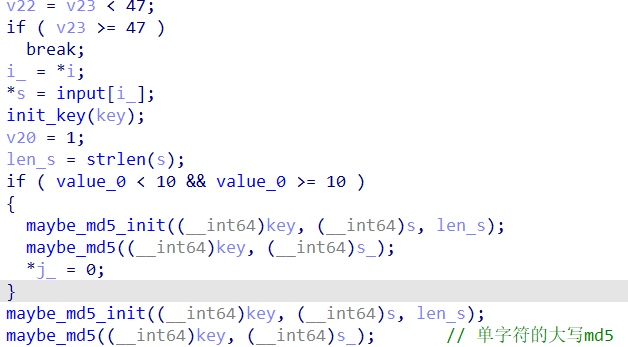 v22 = v23 < 47;
if ( v23 >= 47 )
break;
i_ = *i;
*s = input[i_];
init_key(key);
v20 = 1;
len_s = strlen(s);
if ( value_0 < 10 && value_0 >= 10 )
{
maybe_md5_init((__int64)key, (__int64)s, len_s);
maybe_md5((__int64)key, (__int64)s_);
*j_ = 0;
}
maybe_md5_init((__int64)key, (__int64)s, len_s);
maybe_md5((__int64)key, (__int64)s_); // 单字符的大写md5